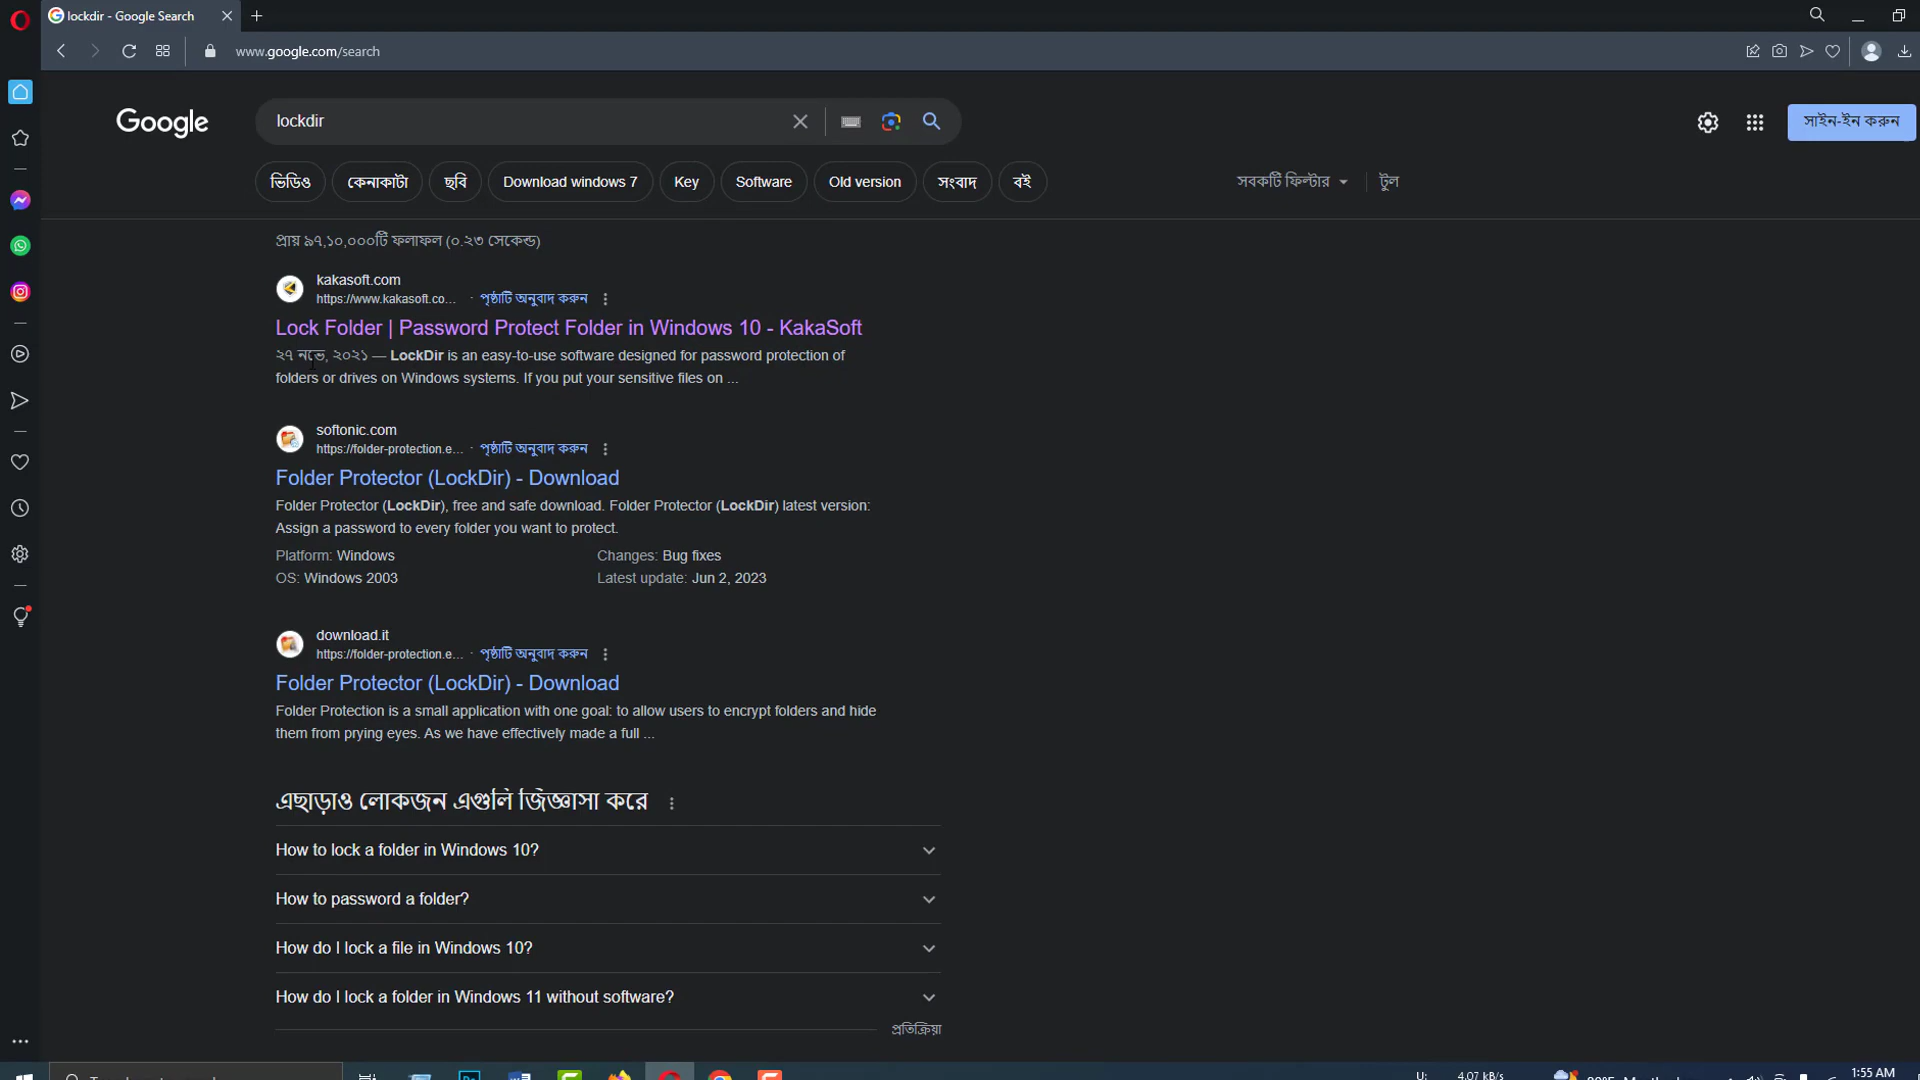 lockdir - Google Search
www.google.com/search
Google
lockdir
সাইন-ইন করুন
ভিডিও
কেনাকাটা
ছবি
Download windows 7
Key
Software
Old version
সংবাদ
বই
সবকটি ফিল্টার
টুল
প্রায় ৯৭,১০,০০০টি ফলাফল (০.২৩ সেকেন্ড)
kakasoft.com
https://www.kakasoft.co... · পৃষ্ঠাটি অনুবাদ করুন
Lock Folder | Password Protect Folder in Windows 10 - KakaSoft
২৭ নভে, ২০২১ — LockDir is an easy-to-use software designed for password protection of
folders or drives on Windows systems. If you put your sensitive files on ...
softonic.com
https://folder-protection.e... · পৃষ্ঠাটি অনুবাদ করুন
Folder Protector (LockDir) - Download
Folder Protector (LockDir), free and safe download. Folder Protector (LockDir) latest version:
Assign a password to every folder you want to protect.
Platform: Windows Changes: Bug fixes
OS: Windows 2003 Latest update: Jun 2, 2023
download.it
https://folder-protection.e... · পৃষ্ঠাটি অনুবাদ করুন
Folder Protector (LockDir) - Download
Folder Protection is a small application with one goal: to allow users to encrypt folders and hide
them from prying eyes. As we have effectively made a full ...
এছাড়াও লোকজন এগুলি জিজ্ঞাসা করে
How to lock a folder in Windows 10?
How to password a folder?
How do I lock a file in Windows 10?
How do I lock a folder in Windows 11 without software?
প্রতিক্রিয়া
U: 4.07 kB/s
1:55 AM